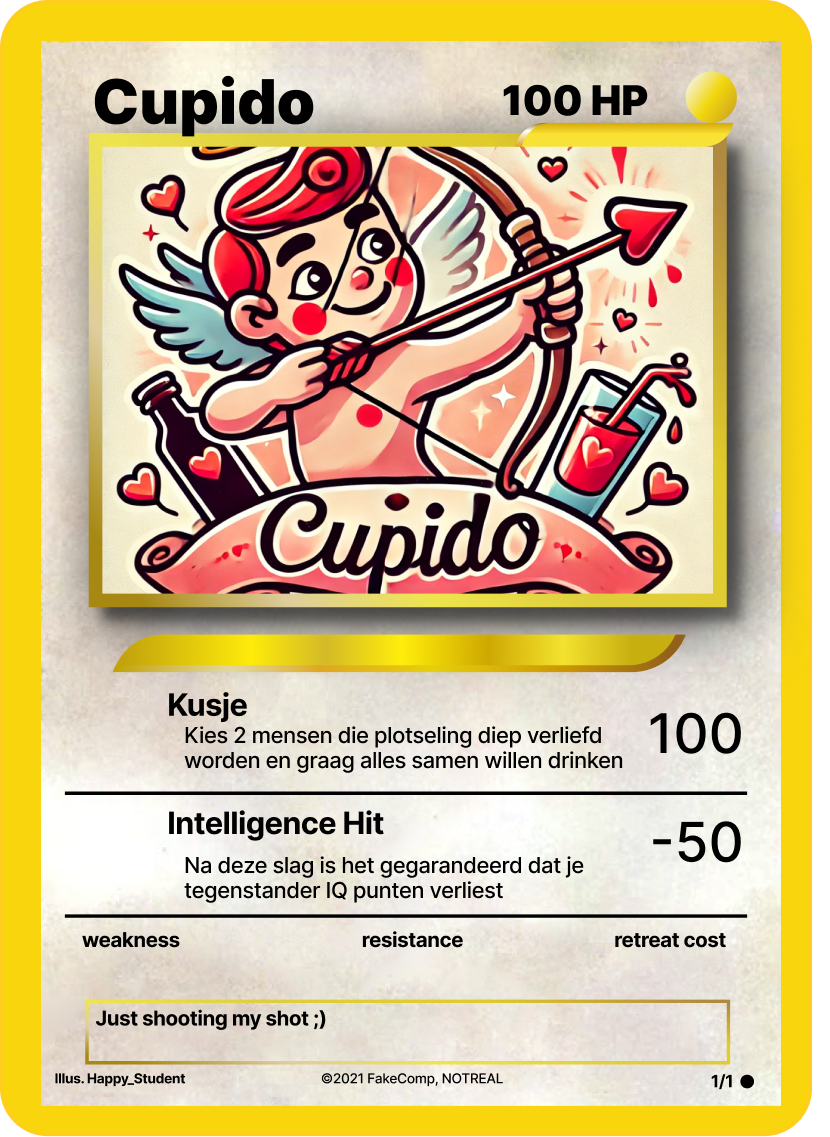 Cupido
100 HP
Cupido
Kusje
Kies 2 mensen die plotseling diep verliefd
worden en graag alles samen willen drinken
100
Intelligence Hit
-50
Na deze slag is het gegarandeerd dat je
tegenstander IQ punten verliest
weakness resistance retreat cost
Just shooting my shot ;)
Illus. Happy_Student ©2021 FakeComp, NOTREAL 1/1 ●